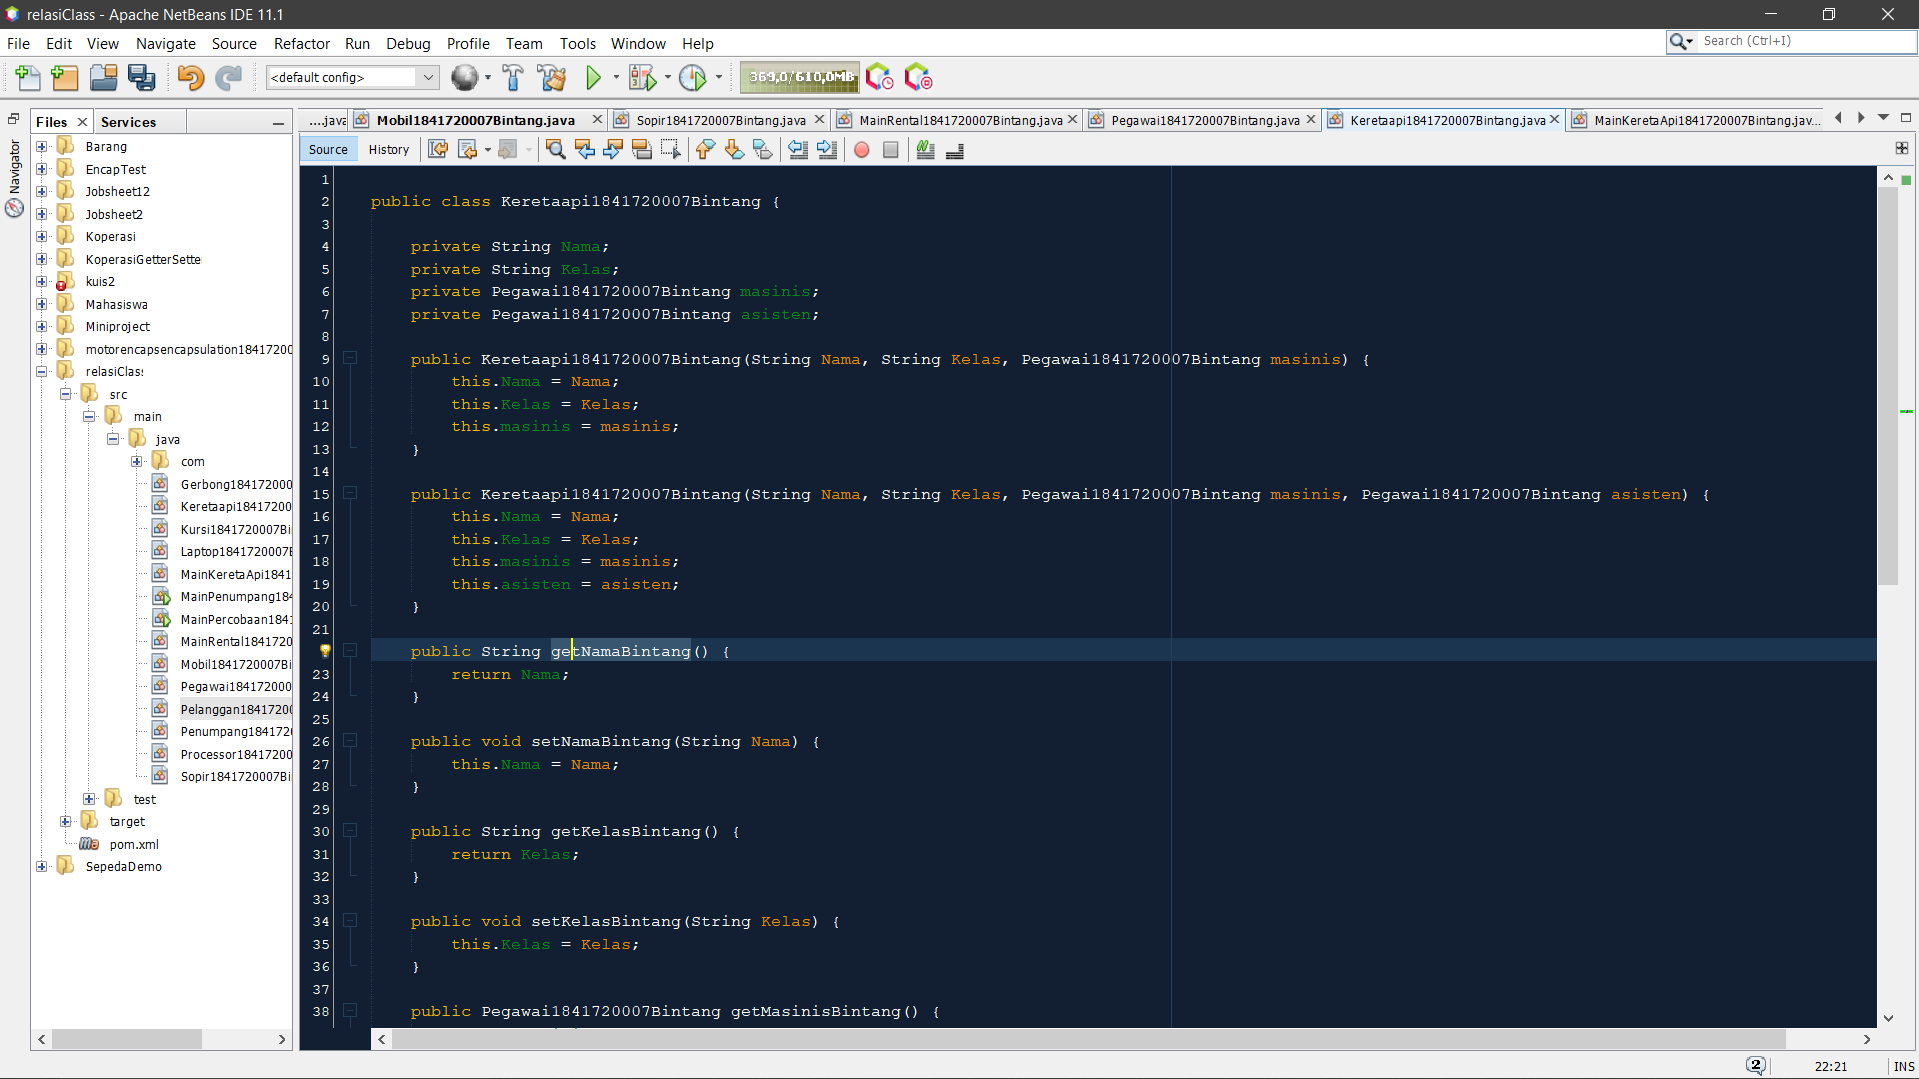 relasiClass - Apache NetBeans IDE 11.1
File Edit View Navigate Source Refactor Run Debug Profile Team Tools Window Help
Search (Ctrl+I)
<default config>
369,0/610,0MB
Files
Services
Navigator
Barang
EncapTest
Jobsheet12
Jobsheet2
Koperasi
KoperasiGetterSette
kuis2
Mahasiswa
Miniproject
motorencapsencapsulation18417200
relasiClass
src
main
java
com
Gerbong184172000
Keretaapi1841720
Kursi1841720007Bi
Laptop1841720007B
MainKeretaApi1841
MainPenumpang184
MainPercobaan1841
MainRental1841720
Mobil1841720007Bi
Pegawai184172000
Pelanggan1841720
Penumpang184172
Processor18417200
Sopir1841720007Bi
test
target
pom.xml
SepedaDemo
....java Mobil1841720007Bintang.java Sopir1841720007Bintang.java MainRental1841720007Bintang.java Pegawai1841720007Bintang.java Keretaapi1841720007Bintang.java MainKeretaApi1841720007Bintang.jav...
Source History
1
2 public class Keretaapi1841720007Bintang {
3
4 private String Nama;
5 private String Kelas;
6 private Pegawai1841720007Bintang masinis;
7 private Pegawai1841720007Bintang asisten;
8
9 public Keretaapi1841720007Bintang(String Nama, String Kelas, Pegawai1841720007Bintang masinis) {
10 this.Nama = Nama;
11 this.Kelas = Kelas;
12 this.masinis = masinis;
13 }
14
15 public Keretaapi1841720007Bintang(String Nama, String Kelas, Pegawai1841720007Bintang masinis, Pegawai1841720007Bintang asisten) {
16 this.Nama = Nama;
17 this.Kelas = Kelas;
18 this.masinis = masinis;
19 this.asisten = asisten;
20 }
21
public String getNamaBintang() {
23 return Nama;
24 }
25
26 public void setNamaBintang(String Nama) {
27 this.Nama = Nama;
28 }
29
30 public String getKelasBintang() {
31 return Kelas;
32 }
33
34 public void setKelasBintang(String Kelas) {
35 this.Kelas = Kelas;
36 }
37
38 public Pegawai1841720007Bintang getMasinisBintang() {
2
22:21
INS